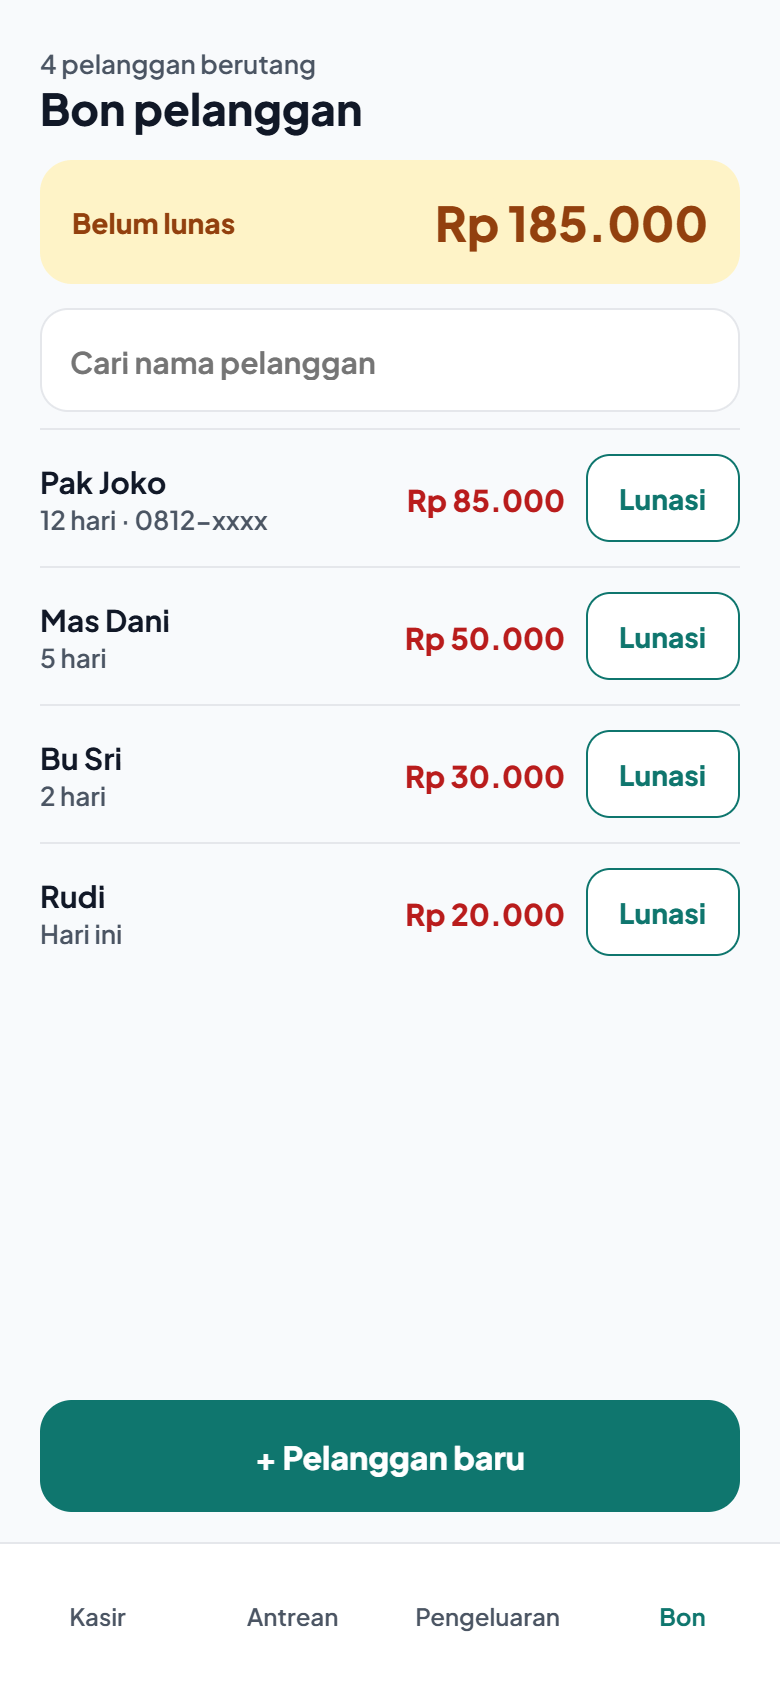 4 pelanggan berutang
Bon pelanggan
Belum lunas Rp 185.000
Cari nama pelanggan
Pak Joko
12 hari · 0812-xxxx
Rp 85.000 Lunasi
Mas Dani
5 hari
Rp 50.000 Lunasi
Bu Sri
2 hari
Rp 30.000 Lunasi
Rudi
Hari ini
Rp 20.000 Lunasi
+ Pelanggan baru
Kasir Antrean Pengeluaran Bon